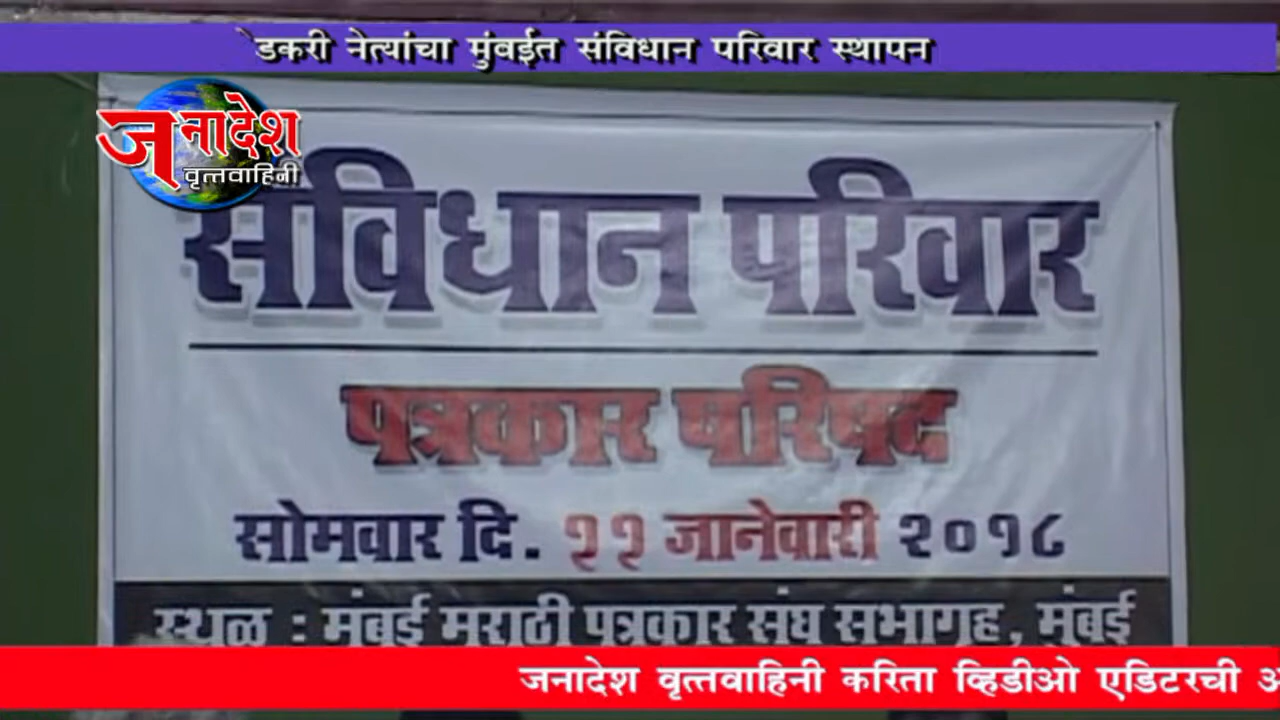 डकरी नेत्यांचा मुंबईत संविधान परिवार स्थापन
जनादेश
वृत्तवाहिनी
संविधान परिवार
पत्रकार परिषद
सोमवार दि. २२ जानेवारी २०१८
स्थळ : मुंबई मराठी पत्रकार संघ सभागृह, मुंबई
जनादेश वृत्तवाहिनी करिता व्हिडीओ एडिटरची